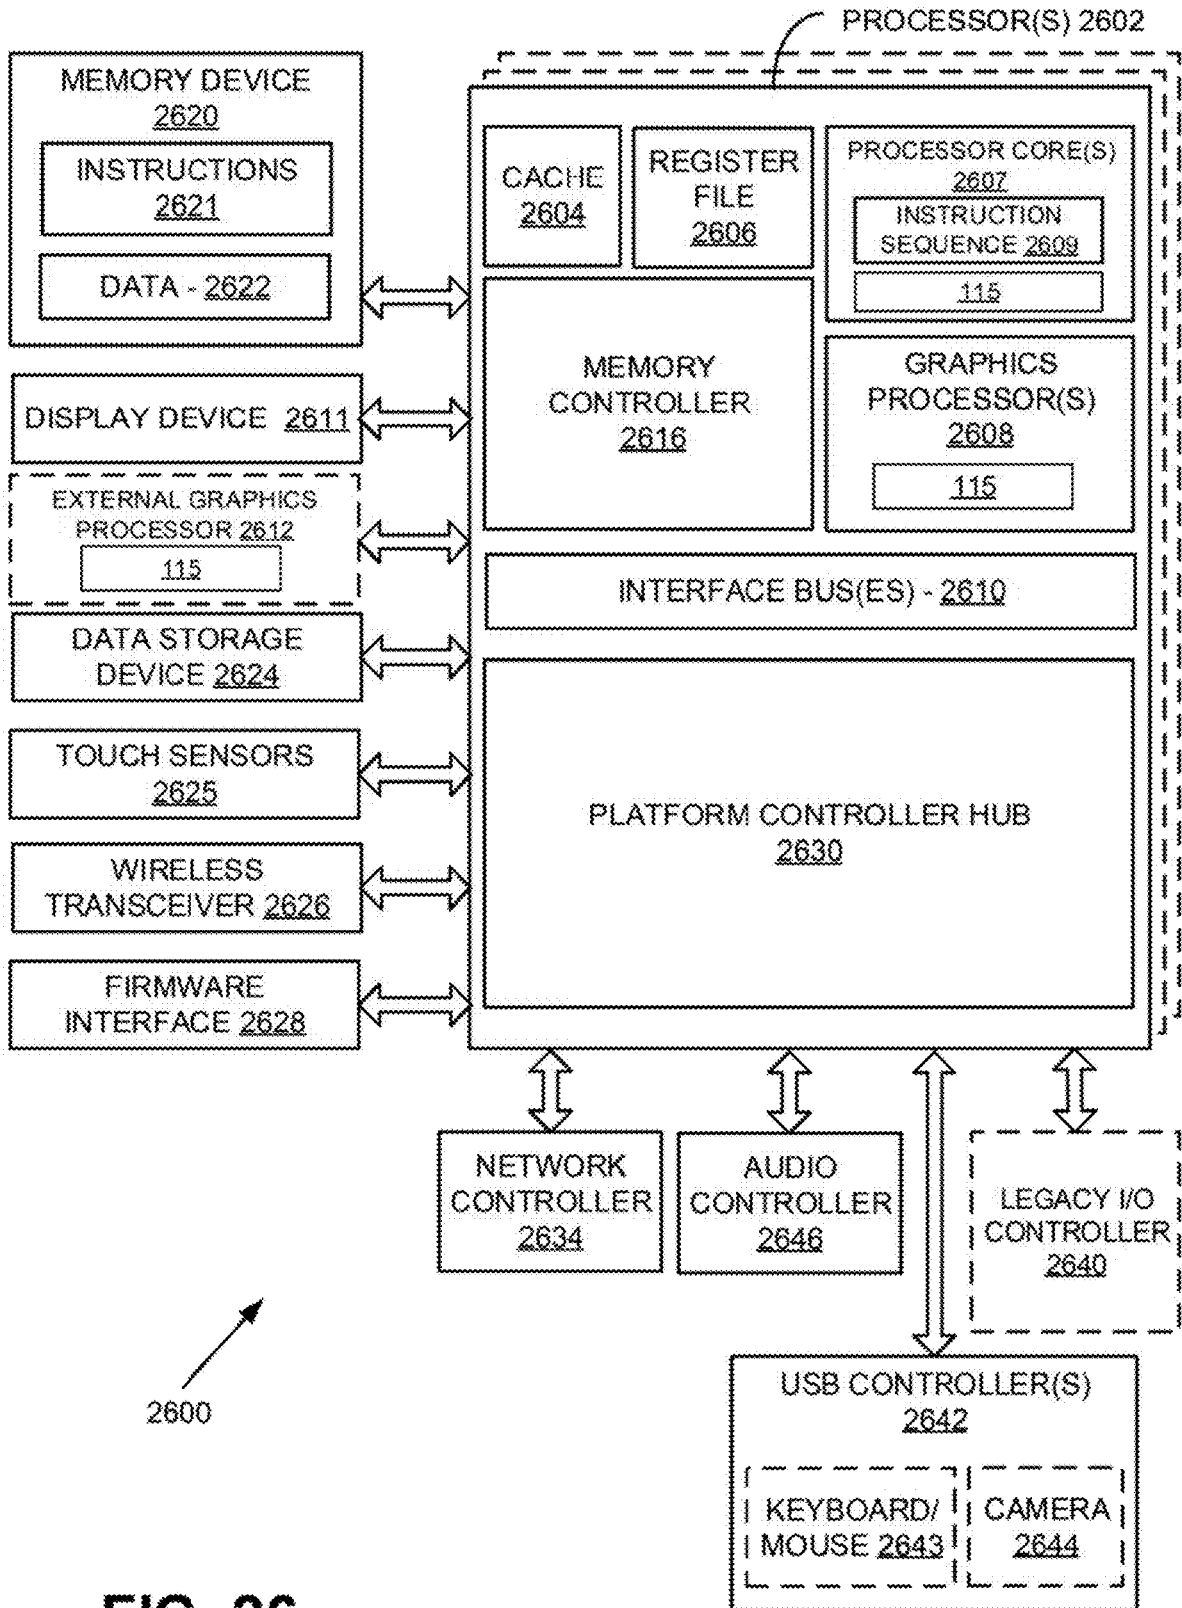 PROCESSOR(S) 2602
MEMORY DEVICE
2620
INSTRUCTIONS
2621
DATA - 2622
DISPLAY DEVICE 2611
EXTERNAL GRAPHICS
PROCESSOR 2612
115
DATA STORAGE
DEVICE 2624
TOUCH SENSORS
2625
WIRELESS
TRANSCEIVER 2626
FIRMWARE
INTERFACE 2628
CACHE
2604
REGISTER
FILE
2606
PROCESSOR CORE(S)
2607
INSTRUCTION
SEQUENCE 2609
115
MEMORY
CONTROLLER
2616
GRAPHICS
PROCESSOR(S)
2608
115
INTERFACE BUS(ES) - 2610
PLATFORM CONTROLLER HUB
2630
NETWORK
CONTROLLER
2634
AUDIO
CONTROLLER
2646
LEGACY I/O
CONTROLLER
2640
2600
USB CONTROLLER(S)
2642
KEYBOARD/
MOUSE 2643
CAMERA
2644
FIG. 26